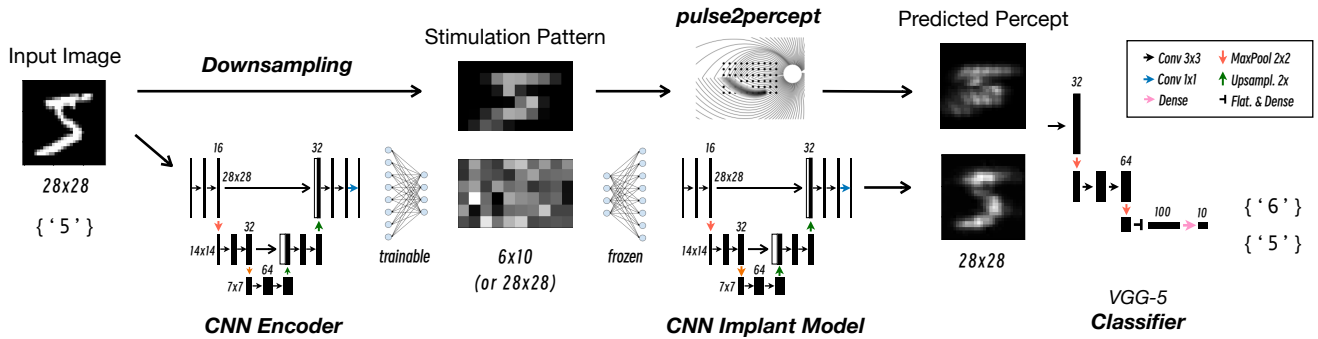 Input Image
28x28
{‘5’}
Downsampling
Stimulation Pattern
pulse2percept
Predicted Percept
16
28x28
32
14x14
32
64
7x7
CNN Encoder
trainable
6x10
(or 28x28)
frozen
16
28x28
32
14x14
32
64
7x7
CNN Implant Model
28x28
Conv 3x3
MaxPool 2x2
Conv 1x1
Upsampl. 2x
Dense
Flat. & Dense
32
64
100
10
{‘6’}
{‘5’}
VGG-5
Classifier